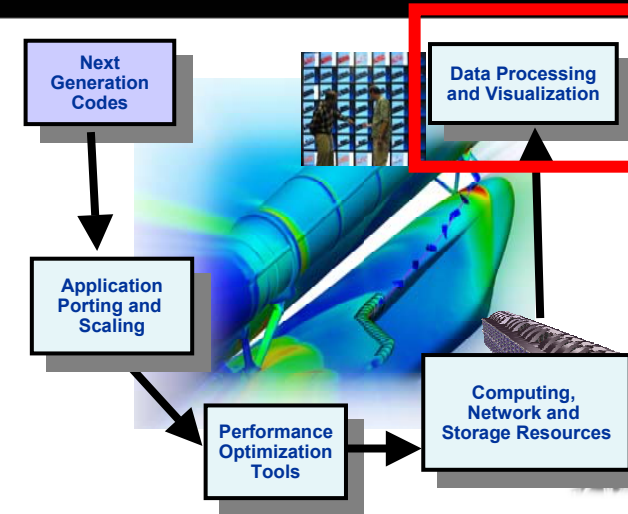 Next
Generation
Codes
Data Processing
and Visualization
Application
Porting and
Scaling
Computing,
Network and
Storage Resources
Performance
Optimization
Tools